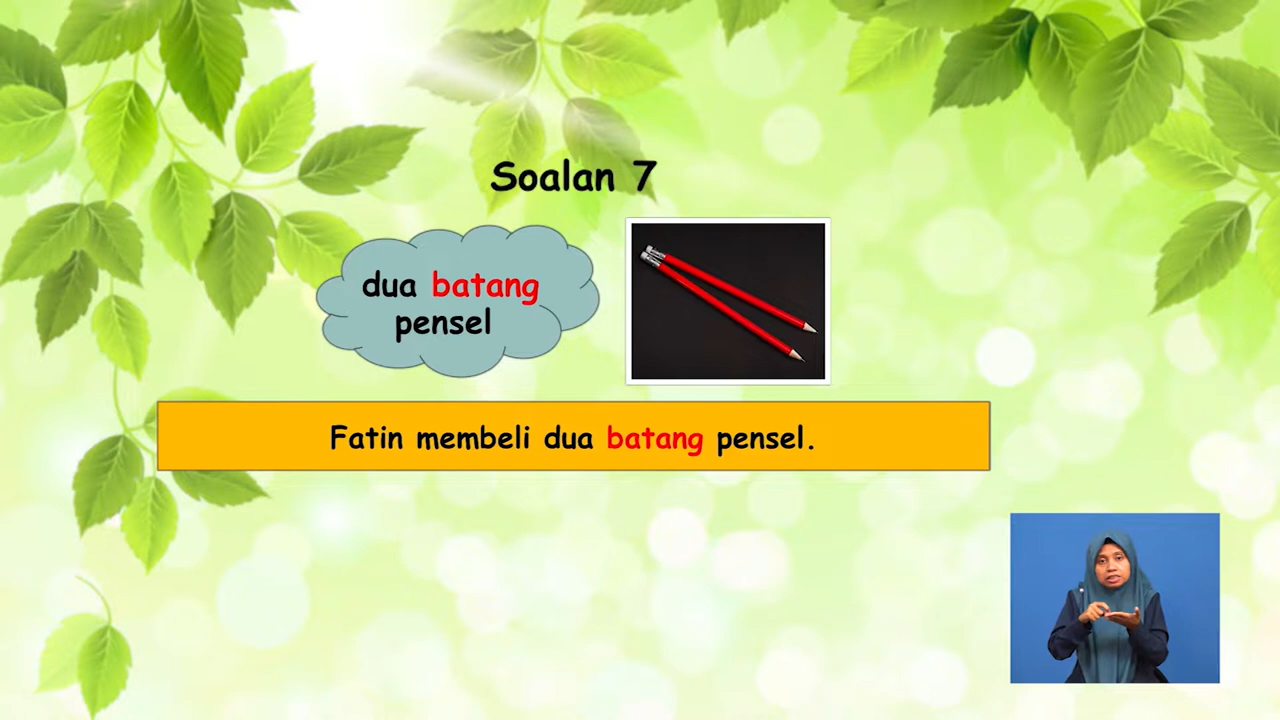 Soalan 7
dua batang
pensel
Fatin membeli dua batang pensel.